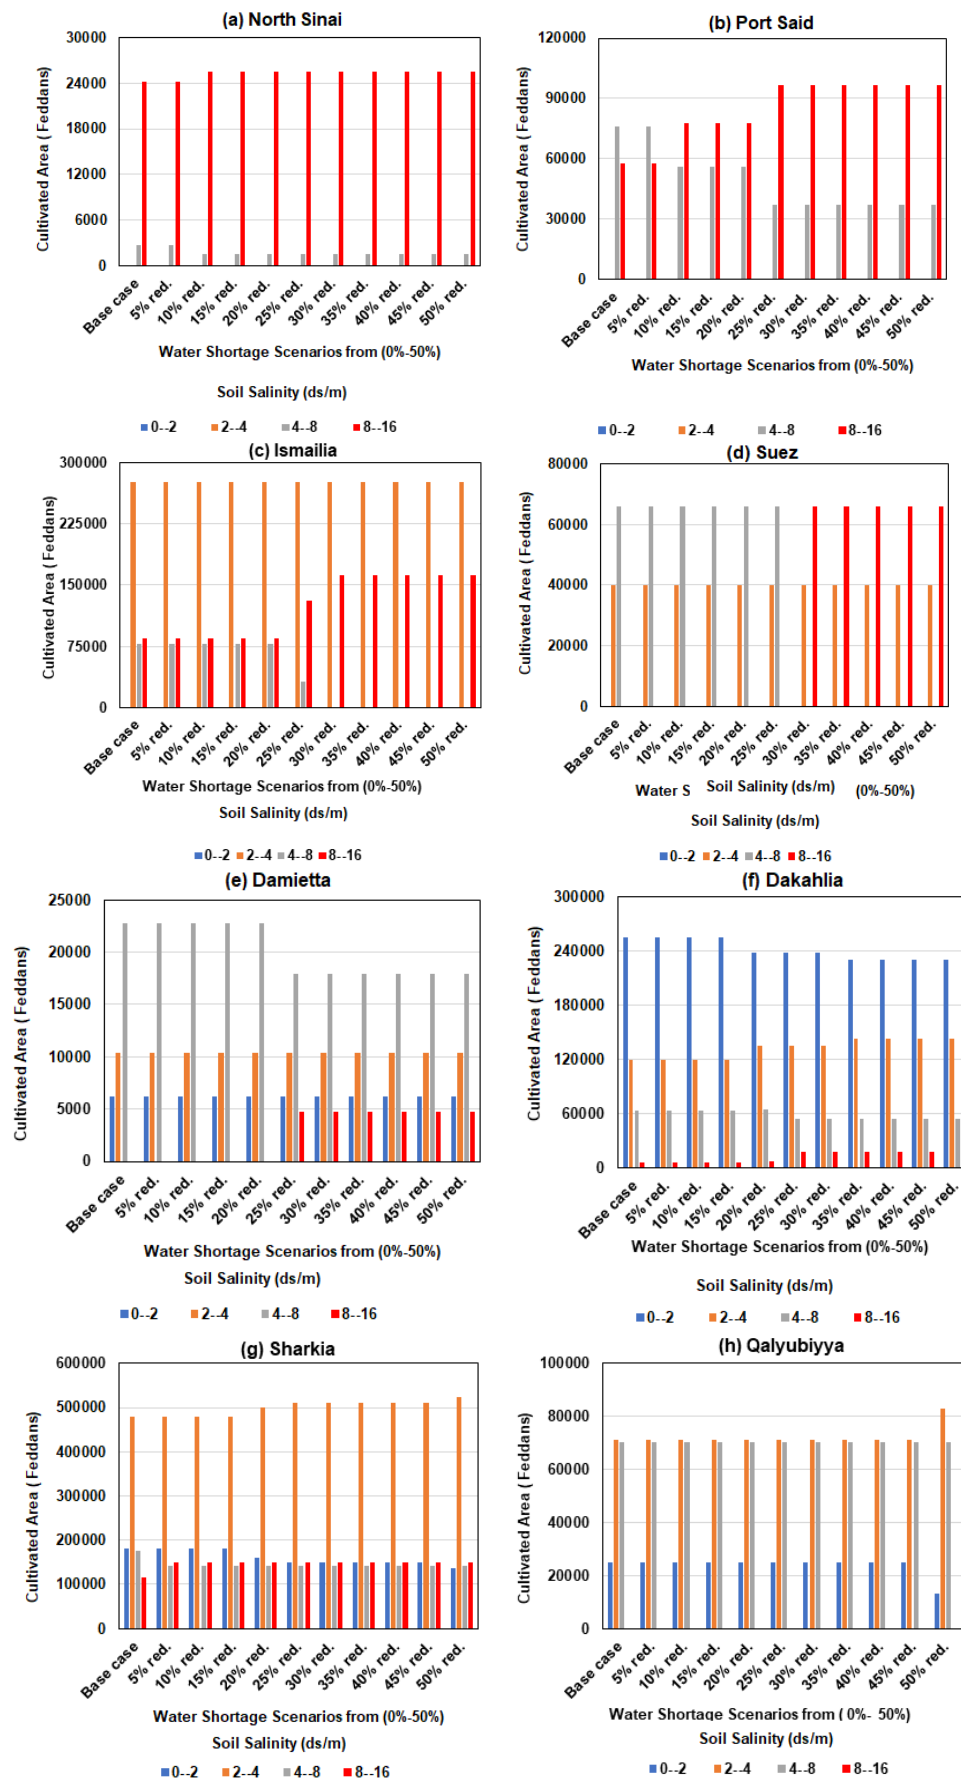 (a) North Sinai
30000
24000
18000
12000
6000
0
Cultivated Area ( Feddans)
Base case
5% red.
10% red.
15% red.
20% red.
25% red.
30% red.
35% red.
40% red.
45% red.
50% red.
Water Shortage Scenarios from (0%-50%)
Soil Salinity (ds/m)
0--2 2--4 4--8 8--16
(b) Port Said
120000
90000
60000
30000
0
Cultivated Area ( Feddans)
Base case
5% red.
10% red.
15% red.
20% red.
25% red.
30% red.
35% red.
40% red.
45% red.
50% red.
Water Shortage Scenarios from (0%-50%)
0--2 2--4 4--8 8--16
(c) Ismailia
300000
225000
150000
75000
0
Cultivated Area ( Feddans)
Base case
5% red.
10% red.
15% red.
20% red.
25% red.
30% red.
35% red.
40% red.
45% red.
50% red.
Water Shortage Scenarios from (0%-50%)
Soil Salinity (ds/m)
0--2 2--4 4--8 8--16
(d) Suez
80000
60000
40000
20000
0
Cultivated Area ( Feddans)
Base case
5% red.
10% red.
15% red.
20% red.
25% red.
30% red.
35% red.
40% red.
45% red.
50% red.
Water S Soil Salinity (ds/m) (0%-50%)
Soil Salinity (ds/m)
0--2 2--4 4--8 8--16
(e) Damietta
25000
20000
15000
10000
5000
0
Cultivated Area ( Feddans)
Base case
5% red.
10% red.
15% red.
20% red.
25% red.
30% red.
35% red.
40% red.
45% red.
50% red.
Water Shortage Scenarios from (0%-50%)
Soil Salinity (ds/m)
0--2 2--4 4--8 8--16
(f) Dakahlia
300000
240000
180000
120000
60000
0
Cultivated Area ( Feddans)
Base case
5% red.
10% red.
15% red.
20% red.
25% red.
30% red.
35% red.
40% red.
45% red.
50% red.
Water Shortage Scenarios from (0%-50%)
Soil Salinity (ds/m)
0--2 2--4 4--8 8--16
(g) Sharkia
600000
500000
400000
300000
200000
100000
0
Cultivated Area ( Feddans)
Base case
5% red.
10% red.
15% red.
20% red.
25% red.
30% red.
35% red.
40% red.
45% red.
50% red.
Water Shortage Scenarios from (0%-50%)
Soil Salinity (ds/m)
0--2 2--4 4--8 8--16
(h) Qalyubiyya
100000
80000
60000
40000
20000
0
Cultivated Area ( Feddans)
Base case
5% red.
10% red.
15% red.
20% red.
25% red.
30% red.
35% red.
40% red.
45% red.
50% red.
Water Shortage Scenarios from ( 0%- 50%)
Soil Salinity (ds/m)
0--2 2--4 4--8 8--16